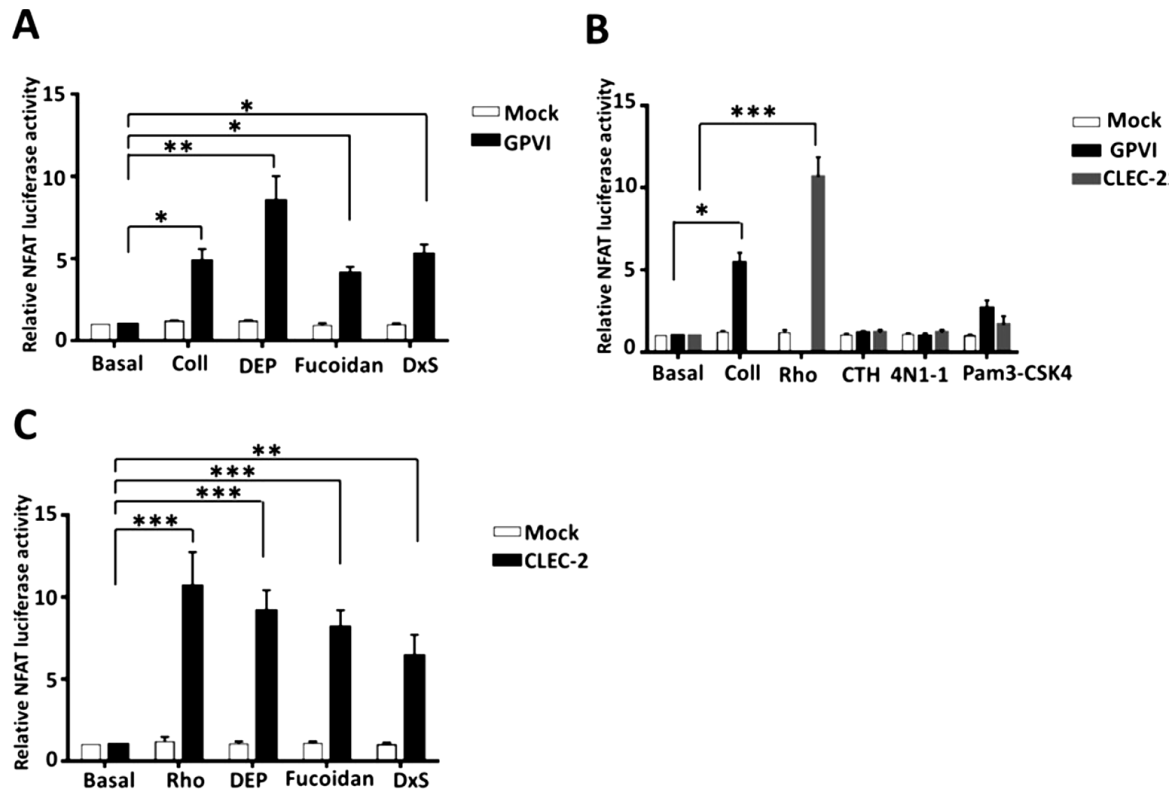 A
Relative NFAT luciferase activity
15
10
5
0
*
*
**
*
Mock
GPVI
Basal Coll DEP Fucoidan DxS
B
Relative NFAT luciferase activity
15
10
5
0
***
*
Mock
GPVI
CLEC-2
Basal Coll Rho CTH 4N1-1 Pam3-CSK4
C
Relative NFAT luciferase activity
15
10
5
0
**
***
***
***
Mock
CLEC-2
Basal Rho DEP Fucoidan DxS